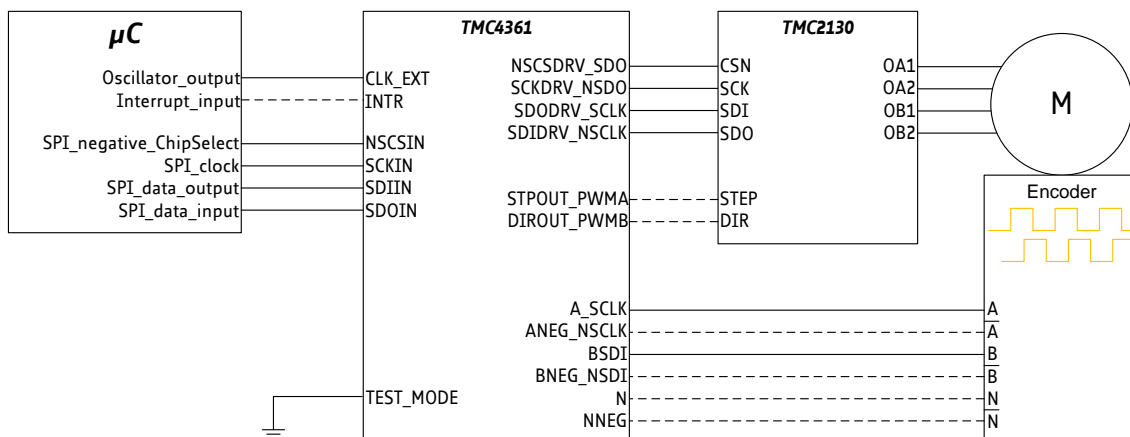 μC
Oscillator_output
Interrupt_input
SPI_negative_ChipSelect
SPI_clock
SPI_data_output
SPI_data_input
TMC4361
CLK_EXT
INTR
NSCSIN
SCKIN
SDIIN
SDOIN
TEST_MODE
NSCSDRV_SDO
SCKDRV_NSDO
SDODRV_SCLK
SDIDRV_NSCLK
STPOUT_PWMA
DIROUT_PWMB
A_SCLK
ANEG_NSCLK
BSDI
BNEG_NSDI
N
NNEG
TMC2130
CSN
SCK
SDI
SDO
STEP
DIR
OA1
OA2
OB1
OB2
M
Encoder
A
A̅
B
B̅
N
N̅